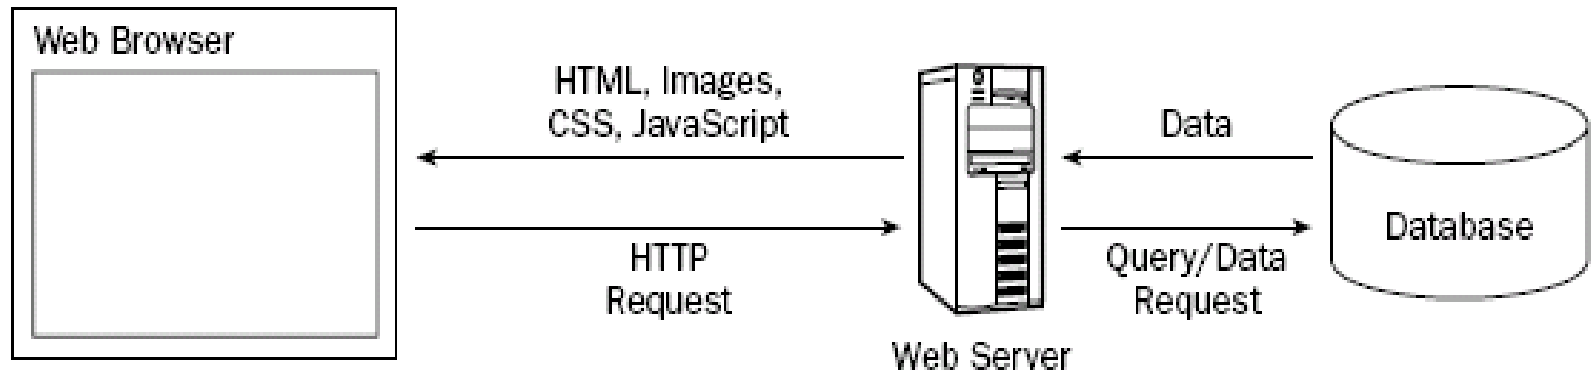 Web Browser
HTML, Images,
CSS, JavaScript
HTTP
Request
Web Server
Data
Query/Data
Request
Database